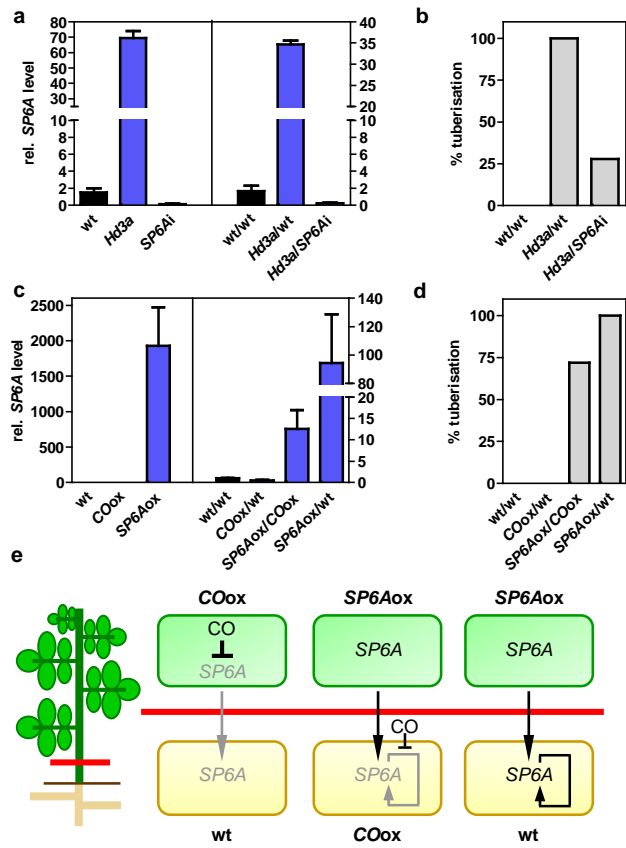 a
b
rel. SP6A level
80
70
60
50
40
30
20
10
8
6
4
2
0
wt
Hd3a
SP6Ai
40
35
30
25
20
10
8
6
4
2
0
wt/wt
Hd3a/wt
Hd3a/SP6Ai
% tuberisation
100
75
50
25
0
wt/wt
Hd3a/wt
Hd3a/SP6Ai
c
d
rel. SP6A level
2500
2000
1500
1000
500
0
wt
COox
SP6Aox
140
120
100
80
20
15
10
5
0
wt/wt
COox/wt
SP6Aox/COox
SP6Aox/wt
% tuberisation
100
75
50
25
0
wt/wt
COox/wt
SP6Aox/COox
SP6Aox/wt
e
COox SP6Aox SP6Aox
CO
SP6A
SP6A
SP6A
CO
SP6A
SP6A
SP6A
wt COox wt